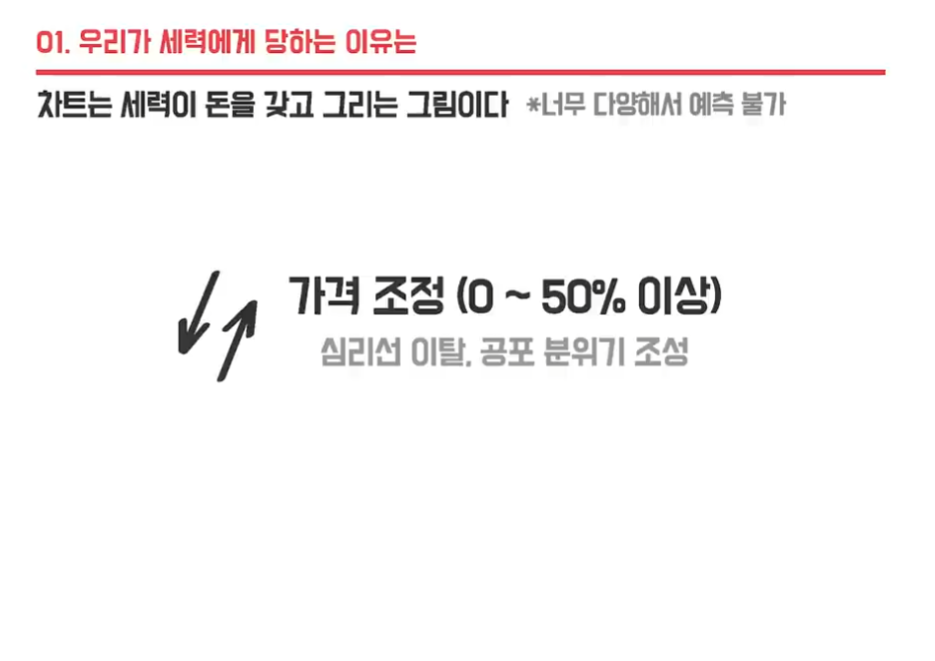 01. 우리가 세력에게 당하는 이유는
차트는 세력이 돈을 갖고 그리는 그림이다 *너무 다양해서 예측 불가
가격 조정 (0 ~ 50% 이상)
심리선 이탈, 공포 분위기 조성